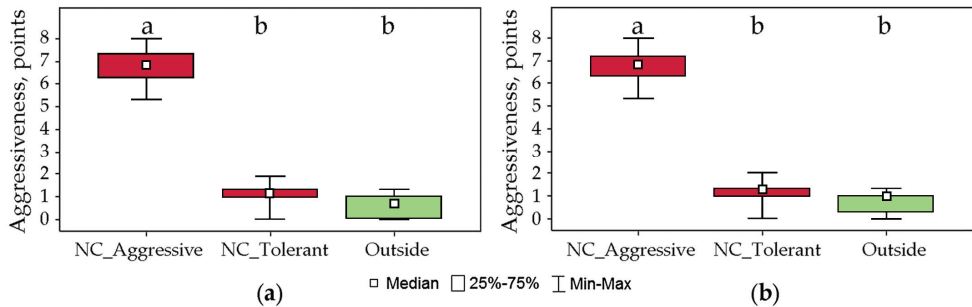 a b b
a b b
Aggressiveness, points
8
7
6
5
4
3
2
1
0
Aggressiveness, points
8
7
6
5
4
3
2
1
0
NC_Aggressive NC_Tolerant Outside
NC_Aggressive NC_Tolerant Outside
Median 25%-75% Min-Max
(a)
(b)